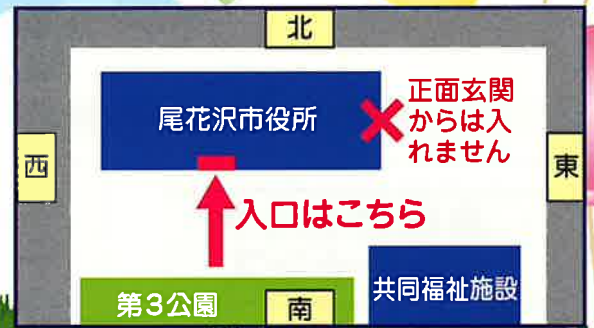 北
尾花沢市役所
正面玄関
からは入
れません
西
東
入口はこちら
共同福祉施設
第3公園
南